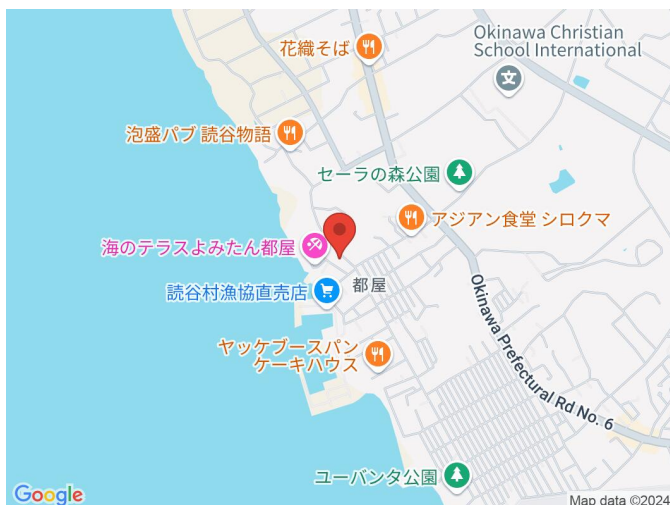 花織そば
Okinawa Christian
School International
泡盛パブ 読谷物語
セーラの森公園
アジアン食堂 シロクマ
海のテラスよみたん都屋
都屋
読谷村漁協直売店
ヤッケブースパン
ケーキハウス
Okinawa Prefectural Rd No. 6
ユーバンタ公園
Google
Map data ©2024